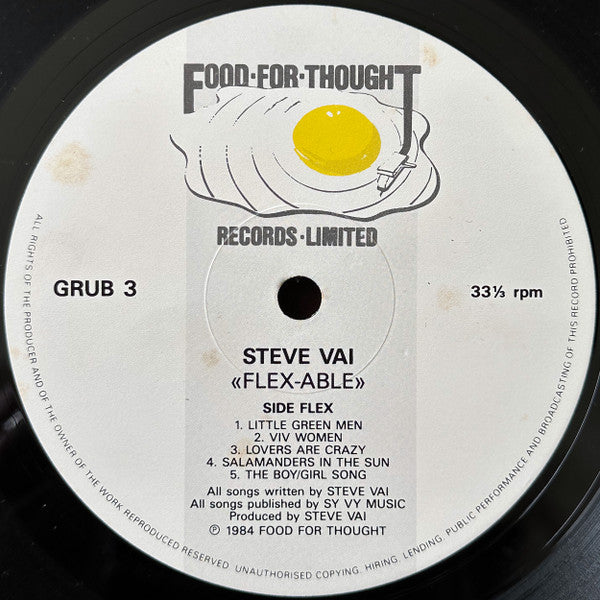 FOOD·FOR·THOUGHT
RECORDS·LIMITED
GRUB 3
33⅓ rpm
STEVE VAI
«FLEX-ABLE»
SIDE FLEX
1. LITTLE GREEN MEN
2. VIV WOMEN
3. LOVERS ARE CRAZY
4. SALAMANDERS IN THE SUN
5. THE BOY/GIRL SONG
All songs written by STEVE VAI
All songs published by SY VY MUSIC
Produced by STEVE VAI
℗ 1984 FOOD FOR THOUGHT
ALL RIGHTS OF THE PRODUCER AND OF THE OWNER OF THE WORK REPRODUCED RESERVED. UNAUTHORISED COPYING, HIRING, LENDING, PUBLIC PERFORMANCE AND BROADCASTING OF THIS RECORD PROHIBITED